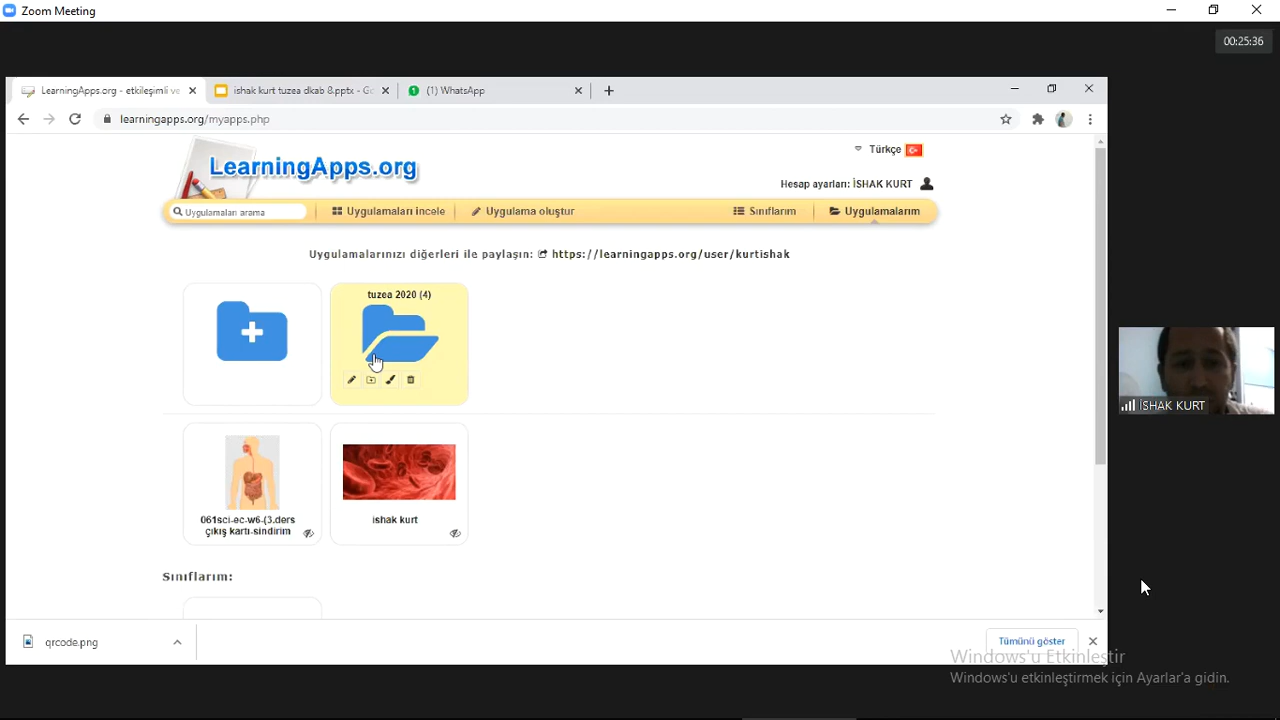 Zoom Meeting
00:25:36
LearningApps.org - etkileşimli ve
ishak kurt tuzea dkab 8.pptx - Go
(1) WhatsApp
learningapps.org/myapps.php
LearningApps.org
Türkçe
Hesap ayarları: İSHAK KURT
Uygulamaları arama
Uygulamaları incele
Uygulama oluştur
Sınıflarım
Uygulamalarım
Uygulamalarınızı diğerleri ile paylaşın: https://learningapps.org/user/kurtishak
tuzea 2020 (4)
061sci-ec-w6-(3.ders
çıkış kartı-sindirim
ishak kurt
İSHAK KURT
Sınıflarım:
qrcode.png
Tümünü göster
Windows'u Etkinleştir
Windows'u etkinleştirmek için Ayarlar'a gidin.